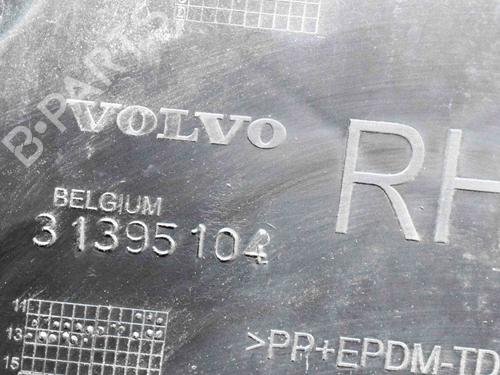 B-PARTS
VOLVO
RH
BELGIUM
31395104
11
13
15
>PP+EPDM-TD